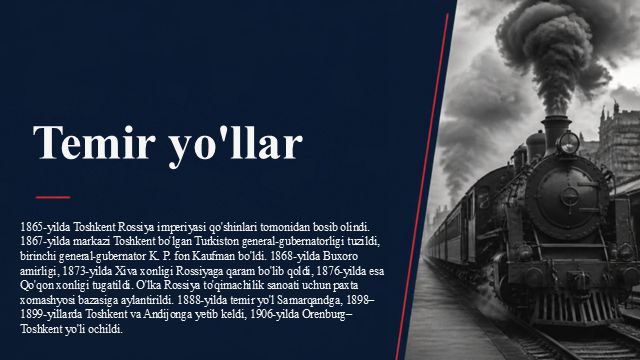 Temir yo'llar
1865-yilda Toshkent Rossiya imperiyasi qo'shinlari tomonidan bosib olindi.
1867-yilda markazi Toshkent bo'lgan Turkiston general-gubernatorligi tuzildi,
birinchi general-gubernator K. P. fon Kaufman bo'ldi. 1868-yilda Buxoro
amirligi, 1873-yilda Xiva xonligi Rossiyaga qaram bo'lib qoldi, 1876-yilda esa
Qo'qon xonligi tugatildi. O'lka Rossiya to'qimachilik sanoati uchun paxta
xomashyosi bazasiga aylantirildi. 1888-yilda temir yo'l Samarqandga, 1898–
1899-yillarda Toshkent va Andijonga yetib keldi, 1906-yilda Orenburg–
Toshkent yo'li ochildi.